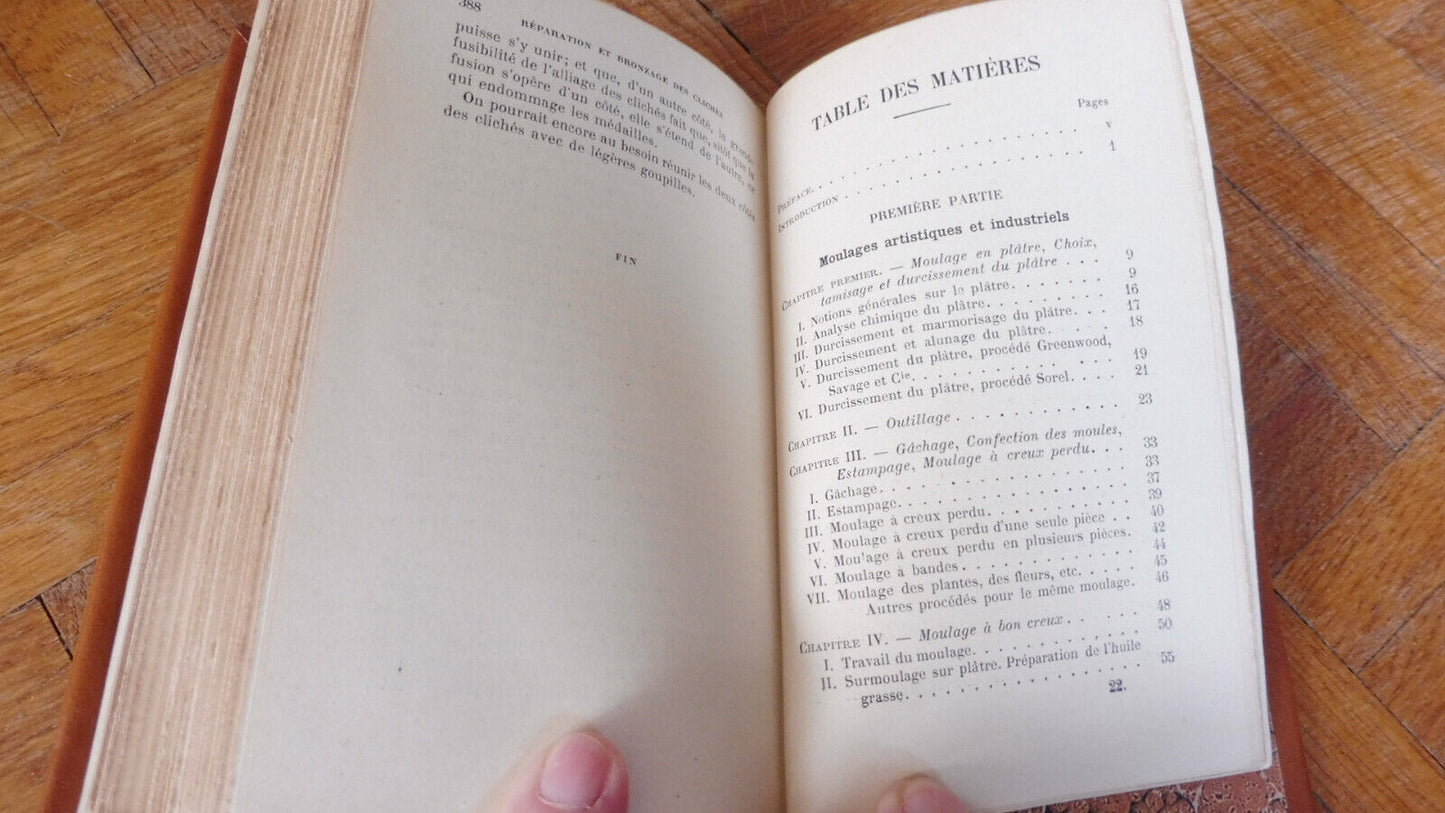 388 RÉPARATION ET BRONZAGE DES CLICHÉS
puisse s'y unir; et que, d'un autre côté, la grande
fusibilité de l'alliage des clichés fait que, sitôt que la
fusion s'opère d'un côté, elle s'étend de l'autre, ce
qui endommage les médailles.
On pourrait encore au besoin réunir les deux côtés
des clichés avec de légères goupilles.
FIN
TABLE DES MATIÈRES
Pages
PRÉFACE. . . . . . . . . . . . . . . . . v
INTRODUCTION . . . . . . . . . . . . . . 1
PREMIÈRE PARTIE
Moulages artistiques et industriels
CHAPITRE PREMIER. — Moulage en plâtre, Choix,
tamisage et durcissement du plâtre . . . 9
I. Notions générales sur le plâtre. . . . . . . 9
II. Analyse chimique du plâtre. . . . . . . . 16
III. Durcissement et marmorisage du plâtre. . . 17
IV. Durcissement et alunage du plâtre. . . . . 18
V. Durcissement du plâtre, procédé Greenwood,
Savage et Cie. . . . . . . . . . . . 19
VI. Durcissement du plâtre, procédé Sorel. . . . 21
CHAPITRE II. — Outillage . . . . . . . . . . . . 23
CHAPITRE III. — Gâchage, Confection des moules,
Estampage, Moulage à creux perdu. . . 33
I. Gâchage. . . . . . . . . . . . . . . . 33
II. Estampage. . . . . . . . . . . . . . . 37
III. Moulage à creux perdu. . . . . . . . . . 39
IV. Moulage à creux perdu d'une seule pièce . . 40
V. Mou'age à creux perdu en plusieurs pièces. 42
VI. Moulage à bandes . . . . . . . . . . . . 44
VII. Moulage des plantes, des fleurs, etc. . . . . 45
Autres procédés pour le même moulage. 46
CHAPITRE IV. — Moulage à bon creux. . . . . . 48
I. Travail du moulage. . . . . . . . . . . . 50
II. Surmoulage sur plâtre. Préparation de l'huile
grasse. . . . . . . . . . . . . . . 55
22.